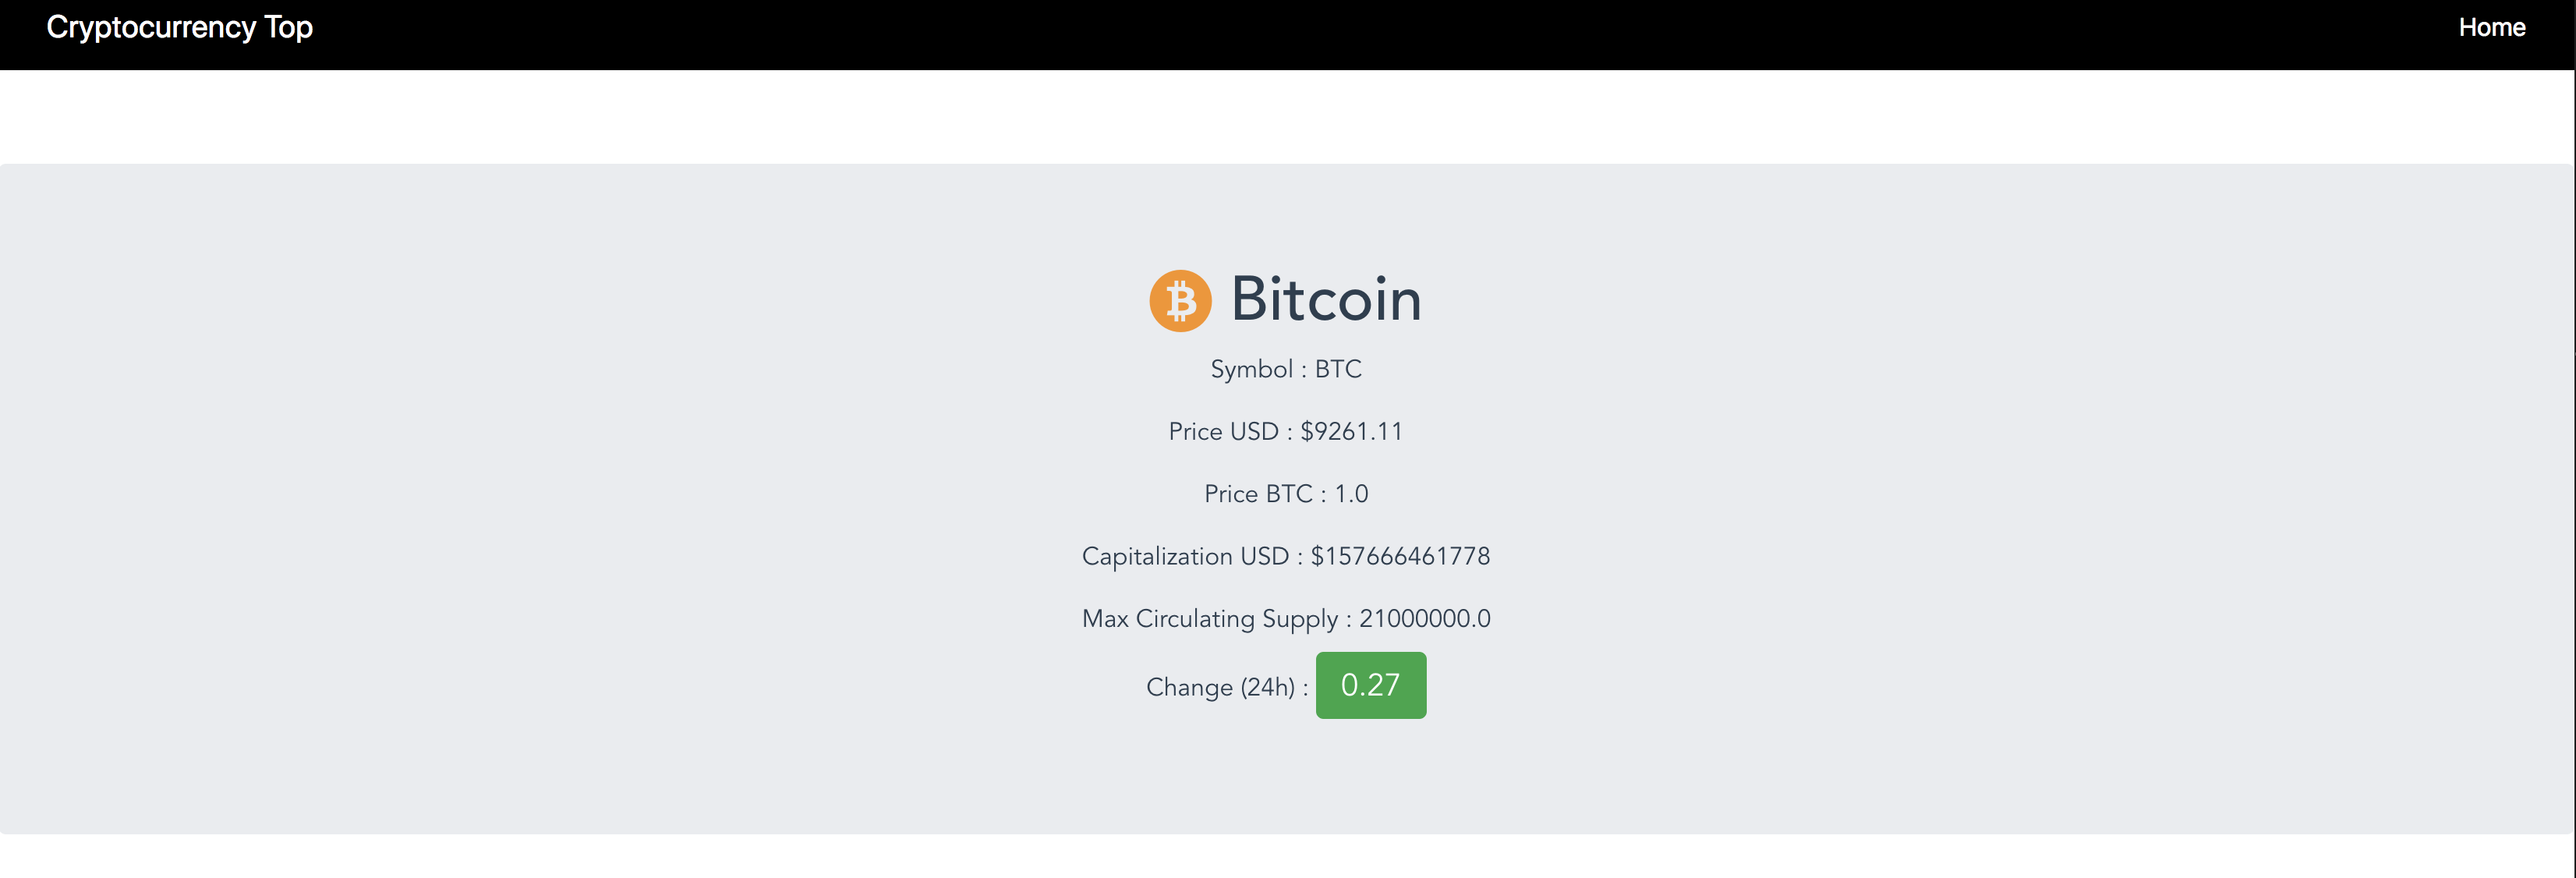 Cryptocurrency Top
Home
Bitcoin
Symbol : BTC
Price USD : $9261.11
Price BTC : 1.0
Capitalization USD : $157666461778
Max Circulating Supply : 21000000.0
Change (24h) : 0.27